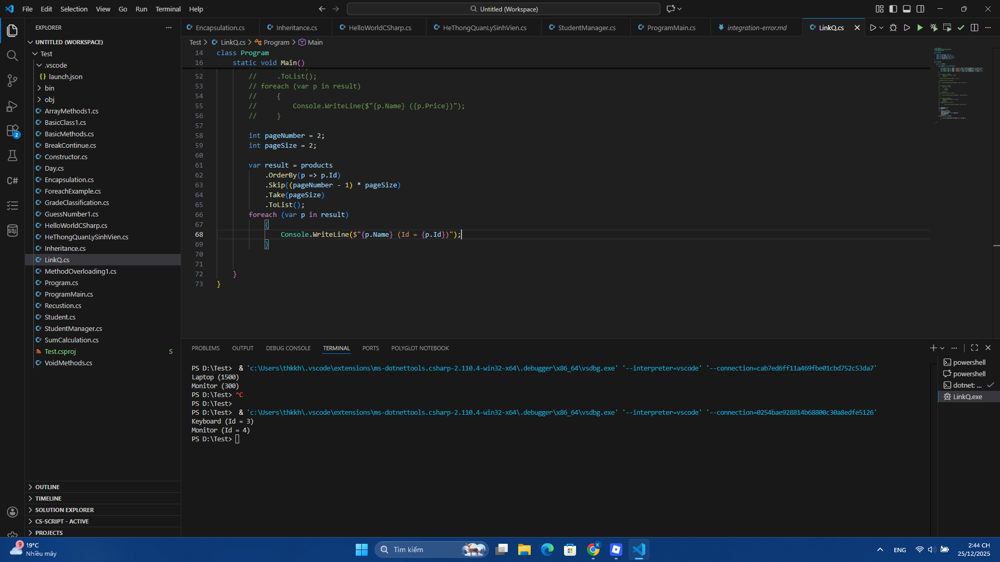 File Edit Selection View Go Run Terminal Help
Untitled (Workspace)
EXPLORER
UNTITLED (WORKSPACE)
Test
.vscode
{} launch.json
bin
obj
C# ArrayMethods1.cs
C# BasicClass1.cs
C# BasicMethods.cs
C# BreakContinue.cs
C# Constructor.cs
C# Day.cs
C# Encapsulation.cs
C# ForeachExample.cs
C# GradeClassification.cs
C# GuessNumber1.cs
C# HelloWorldCSharp.cs
C# HeThongQuanLySinhVien.cs
C# Inheritance.cs
C# LinkQ.cs
C# MethodOverloading1.cs
C# Program.cs
C# ProgramMain.cs
C# Recustion.cs
C# Student.cs
C# StudentManager.cs
C# SumCalculation.cs
Test.csproj S
C# VoidMethods.cs
OUTLINE
TIMELINE
SOLUTION EXPLORER
CS-SCRIPT - ACTIVE
PROJECTS
2
C#
SQL
Encapsulation.cs Inheritance.cs HelloWorldCSharp.cs HeThongQuanLySinhVien.cs StudentManager.cs ProgramMain.cs integration-error.md LinkQ.cs
Test > LinkQ.cs > Program > Main
14 class Program
16 static void Main()
52 // .ToList();
53 // foreach (var p in result)
54 // {
55 // Console.WriteLine($"{p.Name} ({p.Price})");
56 // }
57
58 int pageNumber = 2;
59 int pageSize = 2;
60
61 var result = products
62 .OrderBy(p => p.Id)
63 .Skip((pageNumber - 1) * pageSize)
64 .Take(pageSize)
65 .ToList();
66 foreach (var p in result)
67 {
68 Console.WriteLine($"{p.Name} (Id = {p.Id})");
69 }
70
71
72 }
73 }
PROBLEMS OUTPUT DEBUG CONSOLE TERMINAL PORTS POLYGLOT NOTEBOOK
PS D:\Test> & 'c:\Users\thkkh\.vscode\extensions\ms-dotnettools.csharp-2.110.4-win32-x64\.debugger\x86_64\vsdbg.exe' '--interpreter=vscode' '--connection=cab7ed6ff11a469fbe01cbd752c53da7'
Laptop (1500)
Monitor (300)
PS D:\Test> ^C
PS D:\Test>
PS D:\Test> & 'c:\Users\thkkh\.vscode\extensions\ms-dotnettools.csharp-2.110.4-win32-x64\.debugger\x86_64\vsdbg.exe' '--interpreter=vscode' '--connection=0254bae928814b68800c30a8edfe5126'
Keyboard (Id = 3)
Monitor (Id = 4)
PS D:\Test>
powershell
powershell
dotnet: ...
LinkQ.exe
9
19°C
Nhiều mây
Tìm kiếm
K
ENG
2:44 CH
25/12/2025